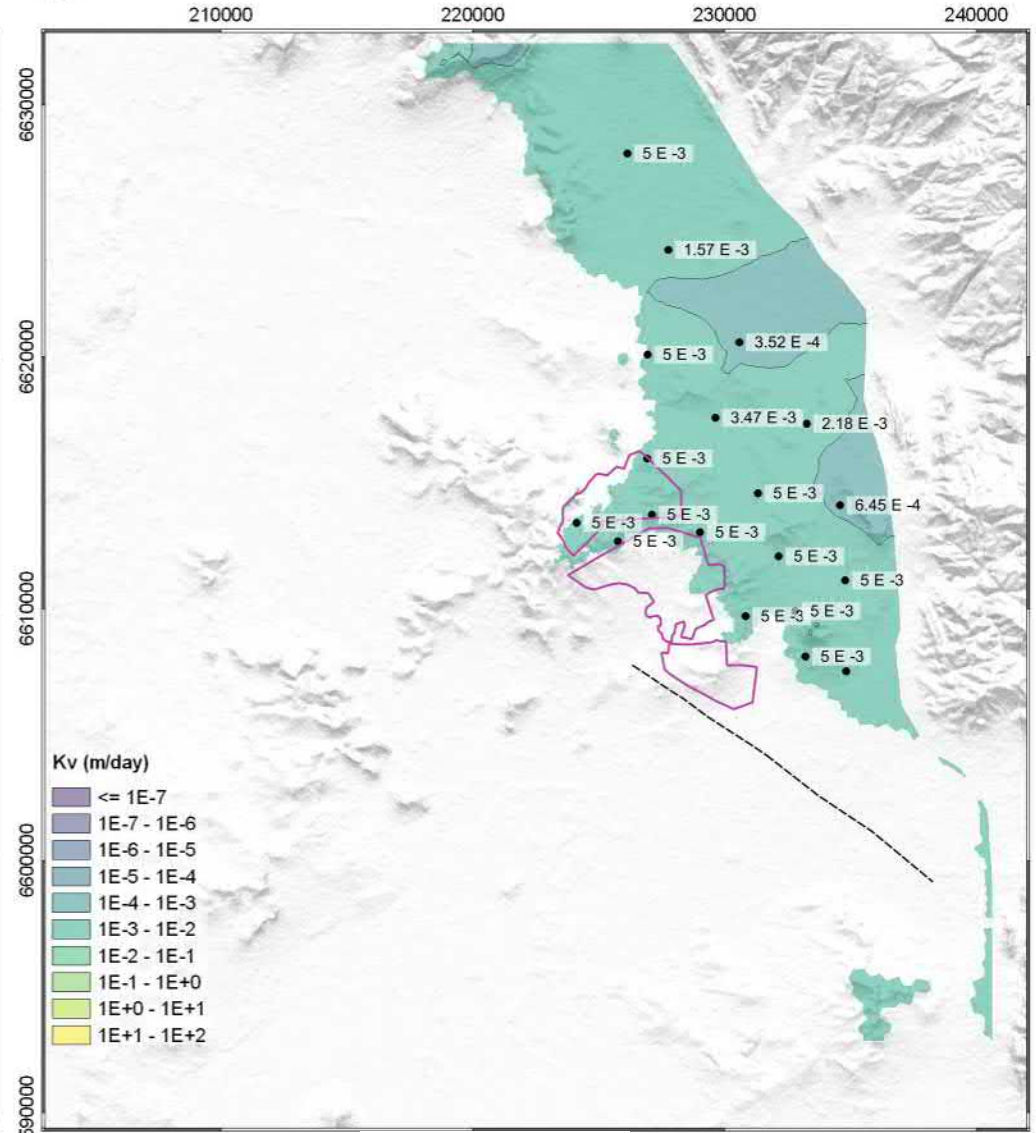 210000 220000 230000 240000
6630000
5 E -3
1.57 E -3
3.52 E -4
6620000
5 E -3
3.47 E -3
2.18 E -3
5 E -3
5 E -3
6.45 E -4
5 E -3
5 E -3
5 E -3
5 E -3
5 E -3
5 E -3
6610000
5 E -3
5 E -3
5 E -3
Kv (m/day)
<= 1E-7
1E-7 - 1E-6
1E-6 - 1E-5
1E-5 - 1E-4
1E-4 - 1E-3
1E-3 - 1E-2
1E-2 - 1E-1
1E-1 - 1E+0
1E+0 - 1E+1
1E+1 - 1E+2
6600000